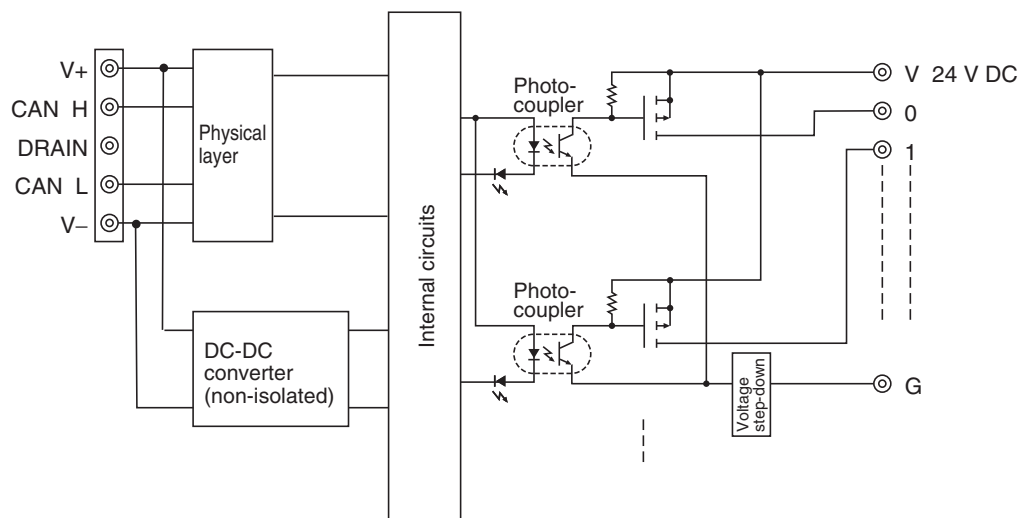 V+
CAN H
DRAIN
CAN L
V−
Physical
layer
DC-DC
converter
(non-isolated)
Internal circuits
Photo-
coupler
Photo-
coupler
Voltage
step-down
V 24 V DC
0
1
G